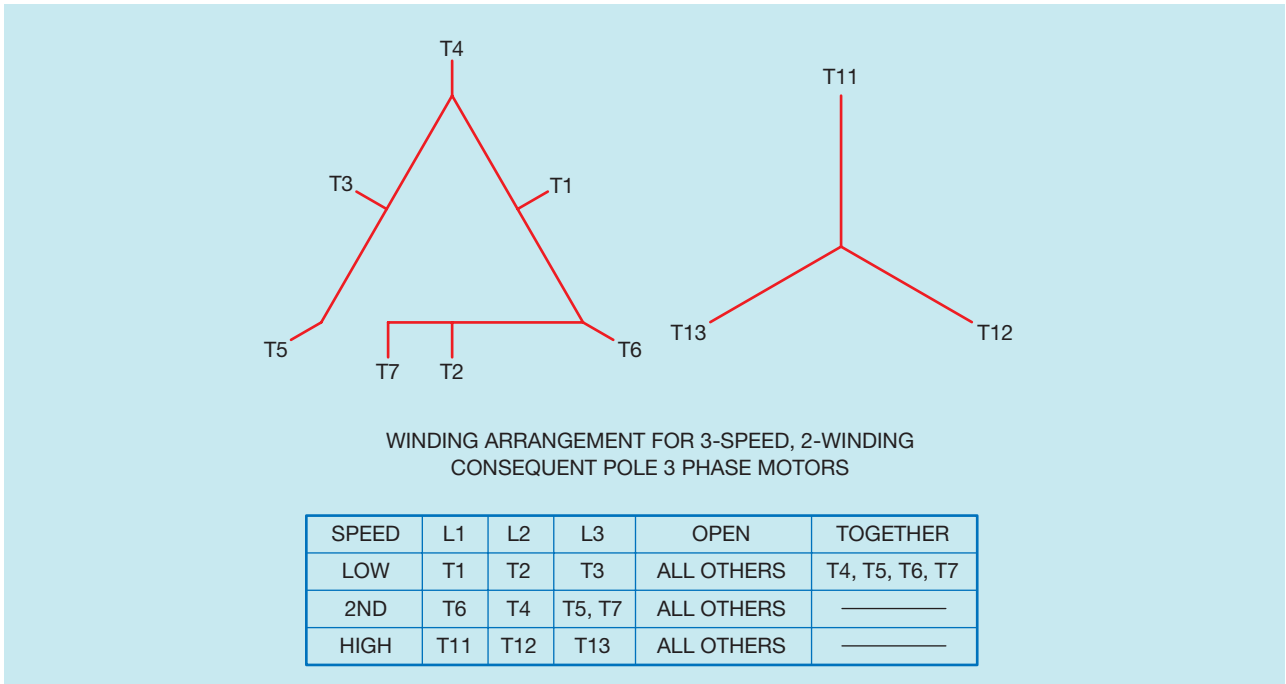 T4
T11
T3
T1
T5
T7
T2
T6
T13
T12
WINDING ARRANGEMENT FOR 3-SPEED, 2-WINDING
CONSEQUENT POLE 3 PHASE MOTORS
SPEED L1 L2 L3 OPEN TOGETHER
LOW T1 T2 T3 ALL OTHERS T4, T5, T6, T7
2ND T6 T4 T5, T7 ALL OTHERS
HIGH T11 T12 T13 ALL OTHERS